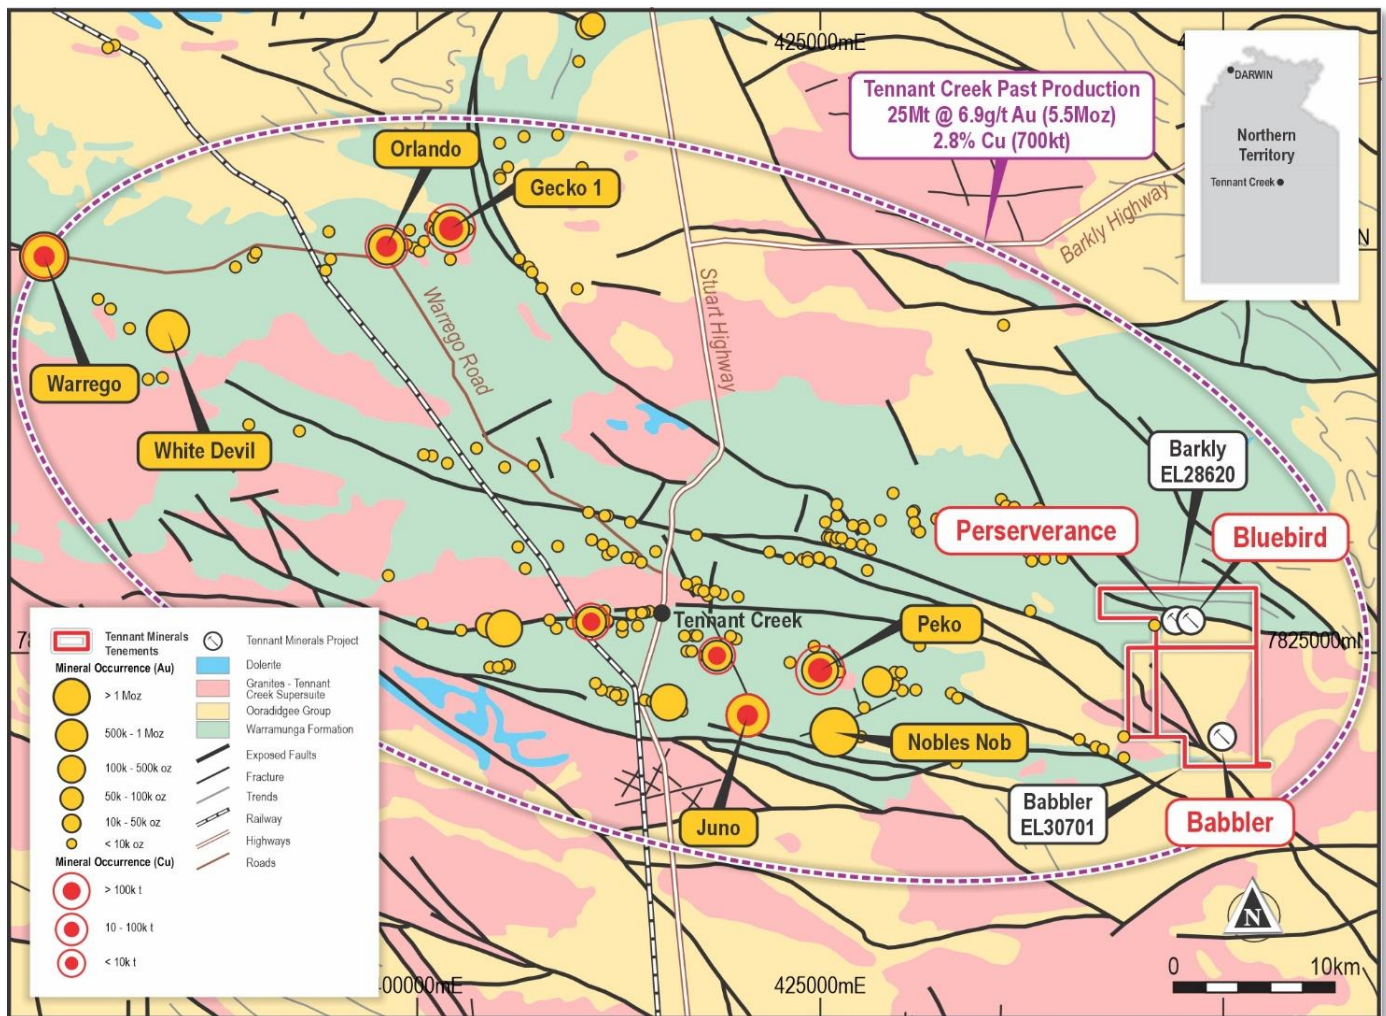 425000mE
4
DARWIN
Northern
Territory
Tennant Creek
Tennant Creek Past Production
25Mt @ 6.9g/t Au (5.5Moz)
2.8% Cu (700kt)
Orlando
Gecko 1
Barkly Highway
N
Stuart Highway
Warrego Road
Warrego
White Devil
Barkly
EL28620
Perserverance
Bluebird
Tennant Creek
Peko
78
7825000mN
Nobles Nob
Juno
Babbler
EL30701
Babbler
Tennant Minerals
Tenements
Mineral Occurrence (Au)
> 1 Moz
500k - 1 Moz
100k - 500k oz
50k - 100k oz
10k - 50k oz
< 10k oz
Mineral Occurrence (Cu)
> 100k t
10 - 100k t
< 10k t
Tennant Minerals Project
Dolerite
Granites - Tennant
Creek Supersuite
Ooradidgee Group
Warramunga Formation
Exposed Faults
Fracture
Trends
Railway
Highways
Roads
N
0 10km
400000mE
425000mE